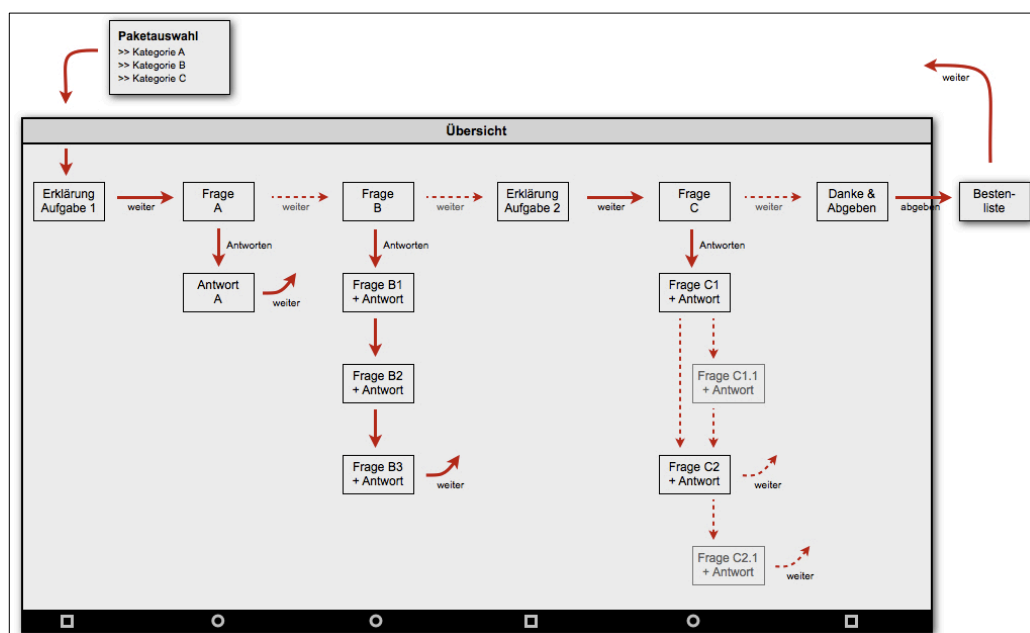 Paketauswahl
>> Kategorie A
>> Kategorie B
>> Kategorie C
weiter
Übersicht
Erklärung
Aufgabe 1
weiter
Frage
A
weiter
Frage
B
weiter
Erklärung
Aufgabe 2
weiter
Frage
C
weiter
Danke &
Abgeben
abgeben
Besten-
liste
Antworten
Antworten
Antworten
Antwort
A
weiter
Frage B1
+ Antwort
Frage C1
+ Antwort
Frage B2
+ Antwort
Frage C1.1
+ Antwort
Frage B3
+ Antwort
weiter
Frage C2
+ Antwort
weiter
Frage C2.1
+ Antwort
weiter